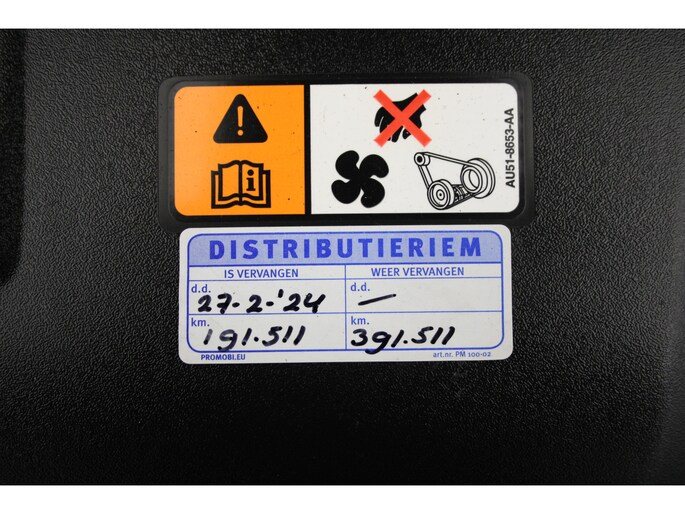 AU51-8653-AA
DISTRIBUTIERIEM
IS VERVANGEN WEER VERVANGEN
d.d. 27-2-'24 d.d. —
km. 191.511 km. 391.511
PROMOBI.EU art.nr. PM 100-02